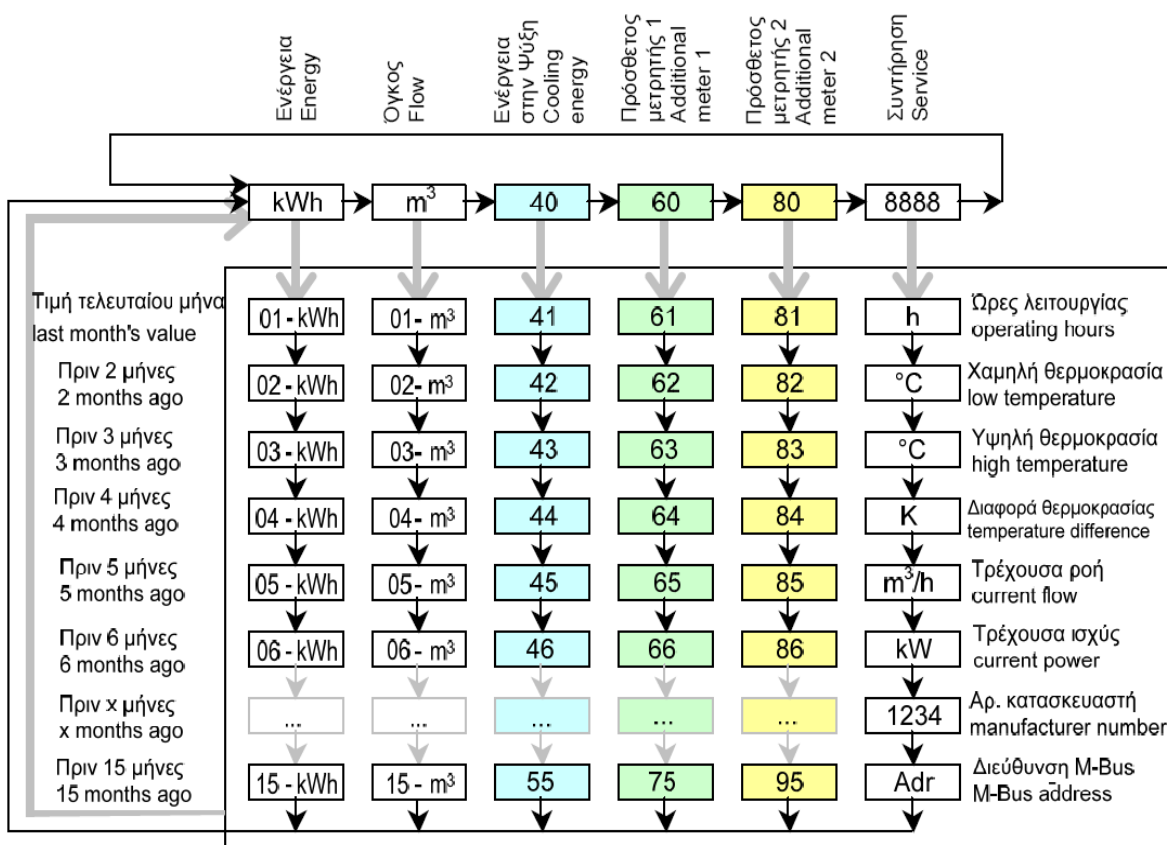 Ενέργεια
Energy
Όγκος
Flow
Ενέργεια
στην Ψύξη
Cooling
energy
Πρόσθετος
μετρητής 1
Additional
meter 1
Πρόσθετος
μετρητής 2
Additional
meter 2
Συντήρηση
Service
kWh m³ 40 60 80 8888
Τιμή τελευταίου μήνα
last month's value
01 - kWh 01- m³ 41 61 81 h
Ώρες λειτουργίας
operating hours
Πριν 2 μήνες
2 months ago
02 - kWh 02- m³ 42 62 82 °C
Χαμηλή θερμοκρασία
low temperature
Πριν 3 μήνες
3 months ago
03 - kWh 03- m³ 43 63 83 °C
Υψηλή θερμοκρασία
high temperature
Πριν 4 μήνες
4 months ago
04 - kWh 04- m³ 44 64 84 K
Διαφορά θερμοκρασίας
temperature difference
Πριν 5 μήνες
5 months ago
05 - kWh 05- m³ 45 65 85 m³/h
Τρέχουσα ροή
current flow
Πριν 6 μήνες
6 months ago
06 - kWh 06- m³ 46 66 86 kW
Τρέχουσα ισχύς
current power
Πριν x μήνες
x months ago
... ... ... ... ... 1234
Αρ. κατασκευαστή
manufacturer number
Πριν 15 μήνες
15 months ago
15 - kWh 15- m³ 55 75 95 Adr
Διεύθυνση M-Bus
M-Bus address